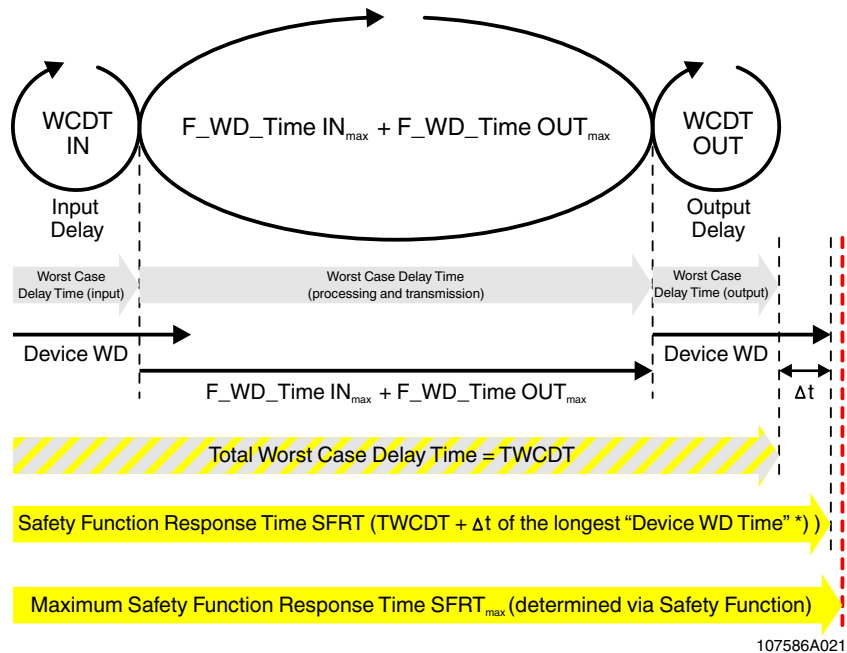 WCDT
IN
F_WD_Time INmax + F_WD_Time OUTmax
WCDT
OUT
Input
Delay
Output
Delay
Worst Case
Delay Time (input)
Worst Case Delay Time
(processing and transmission)
Worst Case
Delay Time (output)
Device WD
Device WD
F_WD_Time INmax + F_WD_Time OUTmax
Δt
Total Worst Case Delay Time = TWCDT
Safety Function Response Time SFRT (TWCDT + Δt of the longest “Device WD Time” *) )
Maximum Safety Function Response Time SFRTmax (determined via Safety Function)
107586A021